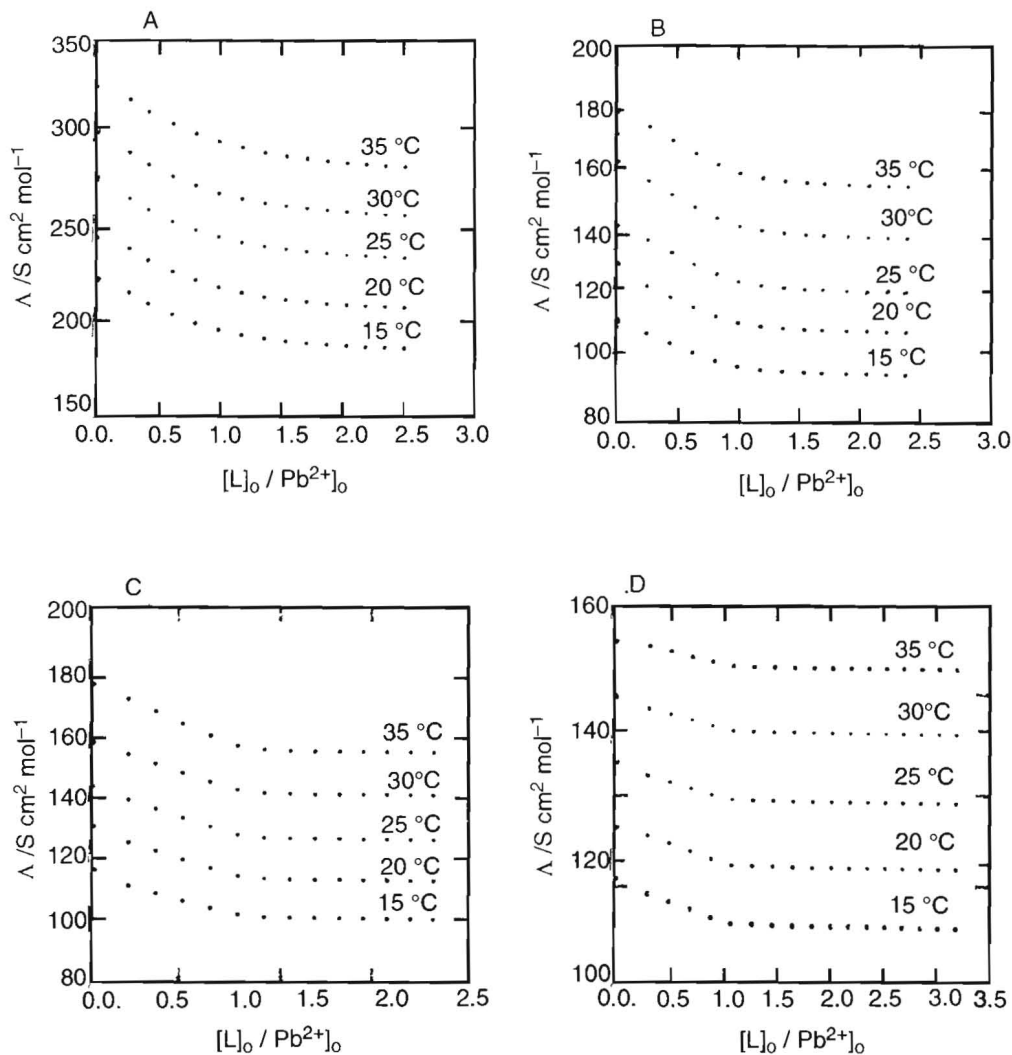 A
350
300
250
200
150
Λ /S cm² mol⁻¹
35 °C
30°C
25 °C
20 °C
15 °C
0.0. 0.5 1.0 1.5 2.0 2.5 3.0
[L]ₒ / Pb²⁺]ₒ
B
200
180
160
140
120
100
80
Λ /S cm² mol⁻¹
35 °C
30°C
25 °C
20 °C
15 °C
0.0. 0.5 1.0 1.5 2.0 2.5 3.0
[L]ₒ / Pb²⁺]ₒ
C
200
180
160
140
120
100
80
Λ /S cm² mol⁻¹
35 °C
30°C
25 °C
20 °C
15 °C
0.0. 0.5 1.0 1.5 2.0 2.5
[L]ₒ / Pb²⁺]ₒ
.D
160
140
120
100
Λ /S cm² mol⁻¹
35 °C
30°C
25 °C
20 °C
15 °C
0.0. 0.5 1.0 1.5 2.0 2.5 3.0 3.5
[L]ₒ / Pb²⁺]ₒ